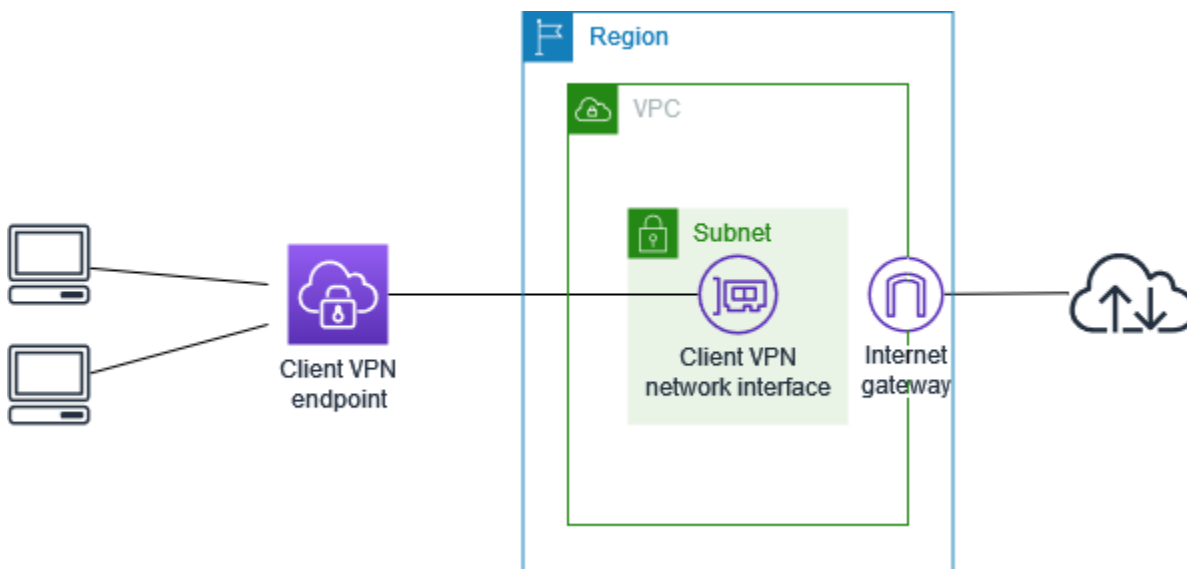 Region
VPC
Subnet
Client VPN
endpoint
Client VPN
network interface
Internet
gateway